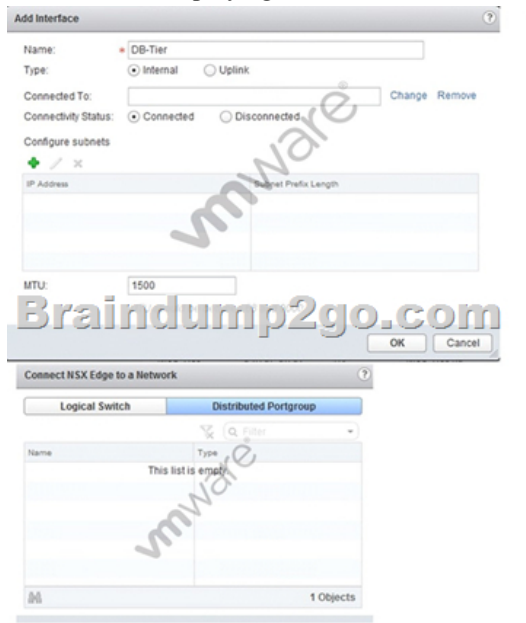 Add Interface
Name: * DB-Tier
Type: Internal Uplink
Connected To: Change Remove
Connectivity Status: Connected Disconnected
Configure subnets
IP Address Subnet Prefix Length
vmware
MTU: 1500
Braindump2go.com
OK Cancel
Connect NSX Edge to a Network
Logical Switch Distributed Portgroup
Filter
Name Type
This list is empty.
vmware
1 Objects